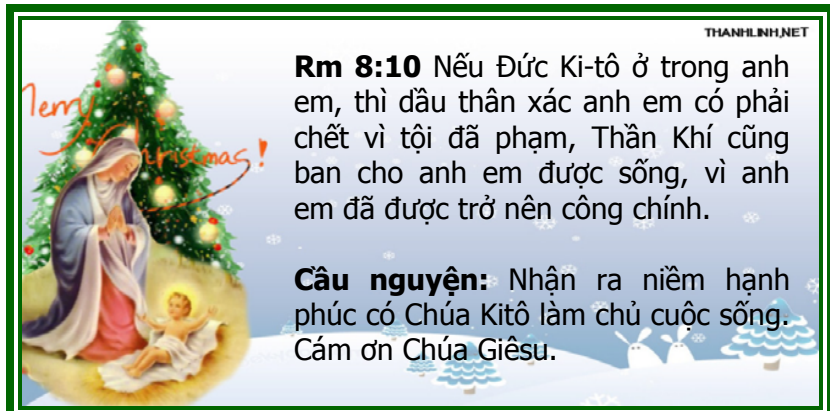 THANHLINH.NET
Merry
Christmas!
Rm 8:10 Nếu Đức Ki-tô ở trong anh
em, thì dầu thân xác anh em có phải
chết vì tội đã phạm, Thần Khí cũng
ban cho anh em được sống, vì anh
em đã được trở nên công chính.
Cầu nguyện: Nhận ra niềm hạnh
phúc có Chúa Kitô làm chủ cuộc sống.
Cám ơn Chúa Giêsu.